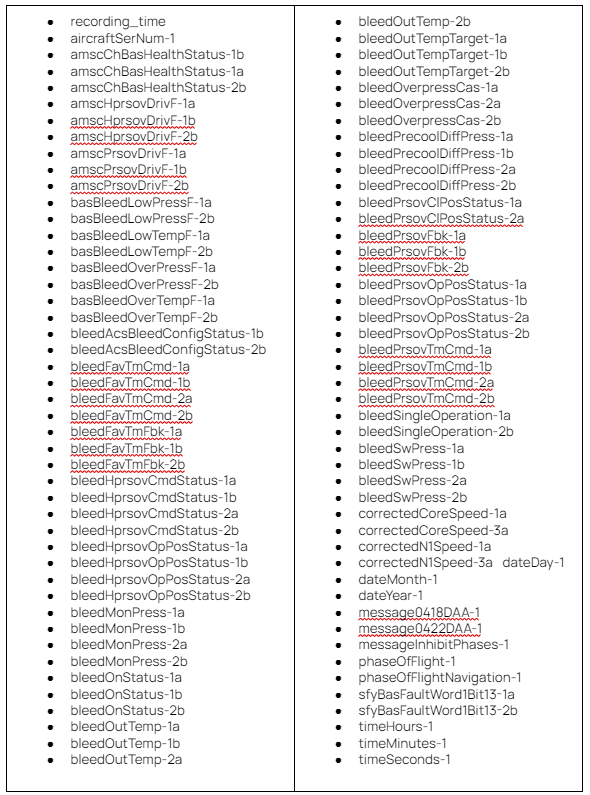 recording_time
aircraftSerNum-1
amscChBasHealthStatus-1b
amscChBasHealthStatus-1a
amscChBasHealthStatus-2b
amscHprsovDrivF-1a
amscHprsovDrivF-1b
amscHprsovDrivF-2b
amscPrsovDrivF-1a
amscPrsovDrivF-1b
amscPrsovDrivF-2b
basBleedLowPressF-1a
basBleedLowPressF-2b
basBleedLowTempF-1a
basBleedLowTempF-2b
basBleedOverPressF-1a
basBleedOverPressF-2b
basBleedOverTempF-1a
basBleedOverTempF-2b
bleedAcsBleedConfigStatus-1b
bleedAcsBleedConfigStatus-2b
bleedFavTmCmd-1a
bleedFavTmCmd-1b
bleedFavTmCmd-2a
bleedFavTmCmd-2b
bleedFavTmFbk-1a
bleedFavTmFbk-1b
bleedFavTmFbk-2b
bleedHprsovCmdStatus-1a
bleedHprsovCmdStatus-1b
bleedHprsovCmdStatus-2a
bleedHprsovCmdStatus-2b
bleedHprsovOpPosStatus-1a
bleedHprsovOpPosStatus-1b
bleedHprsovOpPosStatus-2a
bleedHprsovOpPosStatus-2b
bleedMonPress-1a
bleedMonPress-1b
bleedMonPress-2a
bleedMonPress-2b
bleedOnStatus-1a
bleedOnStatus-1b
bleedOnStatus-2b
bleedOutTemp-1a
bleedOutTemp-1b
bleedOutTemp-2a
bleedOutTemp-2b
bleedOutTempTarget-1a
bleedOutTempTarget-1b
bleedOutTempTarget-2b
bleedOverpressCas-1a
bleedOverpressCas-2a
bleedOverpressCas-2b
bleedPrecoolDiffPress-1a
bleedPrecoolDiffPress-1b
bleedPrecoolDiffPress-2a
bleedPrecoolDiffPress-2b
bleedPrsovClPosStatus-1a
bleedPrsovClPosStatus-2a
bleedPrsovFbk-1a
bleedPrsovFbk-1b
bleedPrsovFbk-2b
bleedPrsovOpPosStatus-1a
bleedPrsovOpPosStatus-1b
bleedPrsovOpPosStatus-2a
bleedPrsovOpPosStatus-2b
bleedPrsovTmCmd-1a
bleedPrsovTmCmd-1b
bleedPrsovTmCmd-2a
bleedPrsovTmCmd-2b
bleedSingleOperation-1a
bleedSingleOperation-2b
bleedSwPress-1a
bleedSwPress-1b
bleedSwPress-2a
bleedSwPress-2b
correctedCoreSpeed-1a
correctedCoreSpeed-3a
correctedN1Speed-1a
correctedN1Speed-3a dateDay-1
dateMonth-1
dateYear-1
message0418DAA-1
message0422DAA-1
messageInhibitPhases-1
phaseOfFlight-1
phaseOfFlightNavigation-1
sfyBasFaultWord1Bit13-1a
sfyBasFaultWord1Bit13-2b
timeHours-1
timeMinutes-1
timeSeconds-1